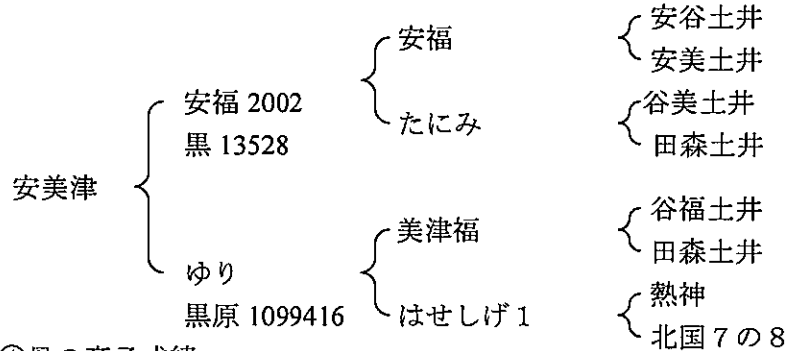 安谷土井
安福
安美土井
安福 2002
谷美土井
たにみ
黒 13528
田森土井
安美津
谷福土井
美津福
田森土井
ゆり
熱神
黒原 1099416
はせしげ1
北国7の8